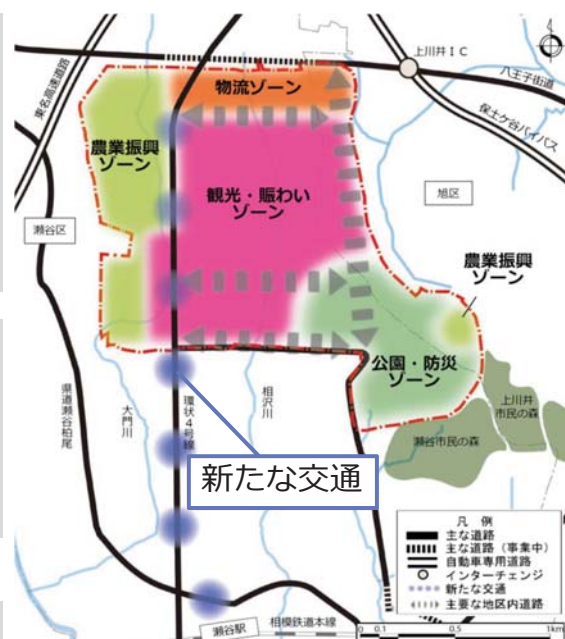 東名高速道路
上川井IC
八王子街道
保土ケ谷バイパス
物流ゾーン
農業振興
ゾーン
観光・賑わい
ゾーン
旭区
瀬谷区
農業振興
ゾーン
公園・防災
ゾーン
県道瀬谷柏尾
大門川
環状4号線
相沢川
上川井
市民の森
瀬谷市民の森
新たな交通
凡 例
主な道路
主な道路（事業中）
自動車専用道路
インターチェンジ
新たな交通
主要な地区内道路
瀬谷駅
相模鉄道本線
0 0.1 0.5 1km